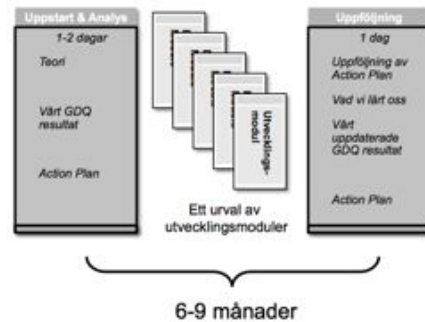 Uppstart & Analys
1-2 dagar
Teori
Vårt GDQ
resultat
Action Plan
Utvecklings-
modul
Ett urval av
utvecklingsmoduler
Uppföljning
1 dag
Uppföljning av
Action Plan
Vad vi lärt oss
Vårt
uppdaterade
GDQ resultat
Action Plan
6-9 månader